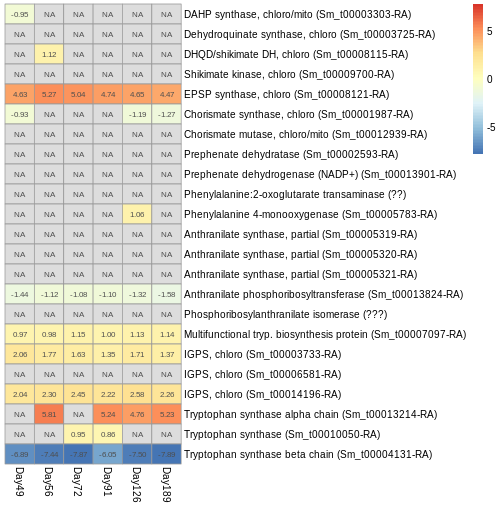 -0.95 NA NA NA NA NA DAHP synthase, chloro/mito (Sm_t00003303-RA)
NA NA NA NA NA NA Dehydroquinate synthase, chloro (Sm_t00003725-RA)
NA 1.12 NA NA NA NA DHQD/shikimate DH, chloro (Sm_t00008115-RA)
NA NA NA NA NA NA Shikimate kinase, chloro (Sm_t00009700-RA)
4.63 5.27 5.04 4.74 4.65 4.47 EPSP synthase, chloro (Sm_t00008121-RA)
-0.93 NA NA NA -1.19 -1.27 Chorismate synthase, chloro (Sm_t00001987-RA)
NA NA NA NA NA NA Chorismate mutase, chloro/mito (Sm_t00012939-RA)
NA NA NA NA NA NA Prephenate dehydratase (Sm_t00002593-RA)
NA NA NA NA NA NA Prephenate dehydrogenase (NADP+) (Sm_t00013901-RA)
NA NA NA NA NA NA Phenylalanine:2-oxoglutarate transaminase (??)
NA NA NA NA 1.06 NA Phenylalanine 4-monooxygenase (Sm_t00005783-RA)
NA NA NA NA NA NA Anthranilate synthase, partial (Sm_t00005319-RA)
NA NA NA NA NA NA Anthranilate synthase, partial (Sm_t00005320-RA)
NA NA NA NA NA NA Anthranilate synthase, partial (Sm_t00005321-RA)
-1.44 -1.12 -1.08 -1.10 -1.32 -1.58 Anthranilate phosphoribosyltransferase (Sm_t00013824-RA)
NA NA NA NA NA NA Phosphoribosylanthranilate isomerase (???)
0.97 0.98 1.15 1.00 1.13 1.14 Multifunctional tryp. biosynthesis protein (Sm_t00007097-RA)
2.06 1.77 1.63 1.35 1.71 1.37 IGPS, chloro (Sm_t00003733-RA)
NA NA NA NA NA NA IGPS, chloro (Sm_t00006581-RA)
2.04 2.30 2.45 2.22 2.58 2.26 IGPS, chloro (Sm_t00014196-RA)
NA 5.81 NA 5.24 4.76 5.23 Tryptophan synthase alpha chain (Sm_t00013214-RA)
NA NA 0.95 0.86 NA NA Tryptophan synthase (Sm_t00010050-RA)
-6.89 -7.44 -7.87 -6.05 Tryptophan synthase beta chain (Sm_t00004131-RA)
Day49 Day56 Day72 Day91 Day126 Day189
5
0
-5